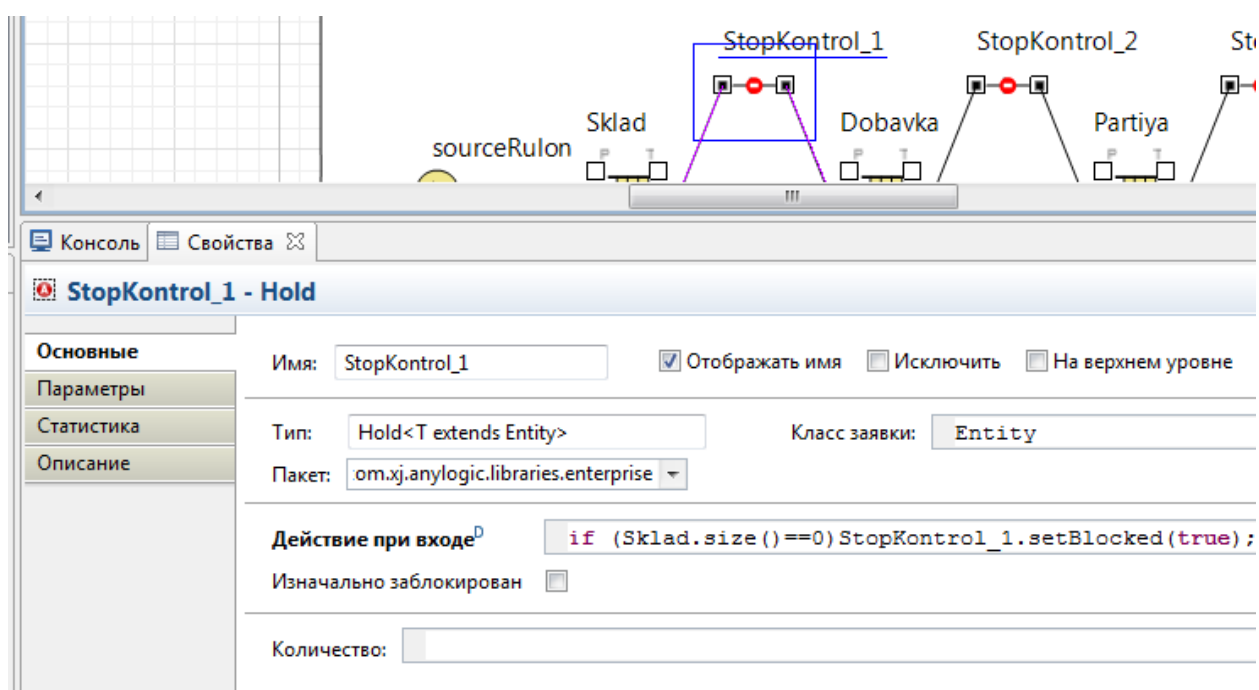 StopKontrol_1 StopKontrol_2 St
Sklad Dobavka Partiya
sourceRulon
P T P T P T
Консоль Свойства
StopKontrol_1 - Hold
Основные
Параметры
Статистика
Описание
Имя: StopKontrol_1 Отображать имя Исключить На верхнем уровне
Тип: Hold<T extends Entity> Класс заявки: Entity
Пакет: om.xj.anylogic.libraries.enterprise
Действие при входе D if (Sklad.size()==0)StopKontrol_1.setBlocked(true);
Изначально заблокирован
Количество: